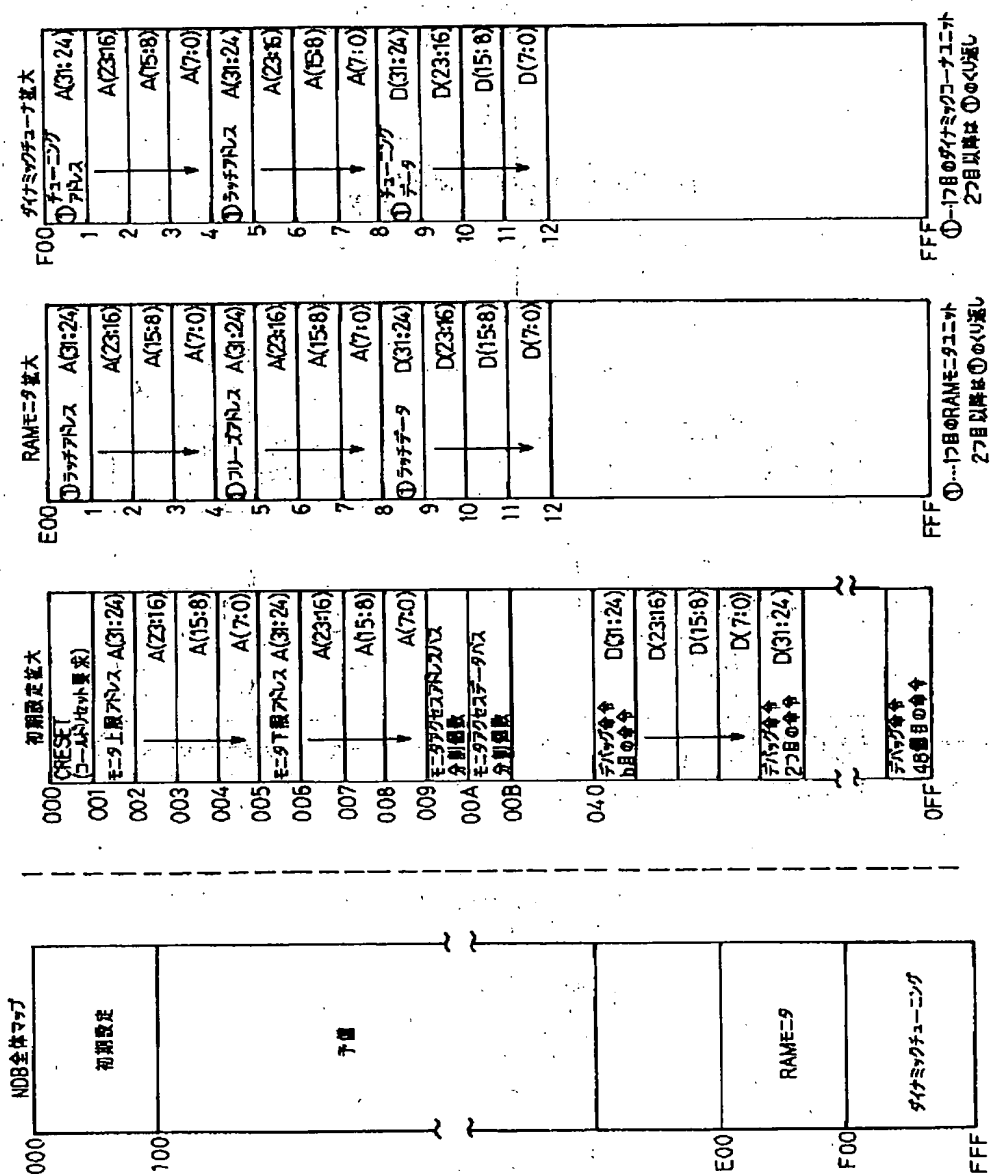 NDB全体マップ
000
初期設定
100
予備
E00
RAMモニタ
F00
ダイナミックチューニング
FFF
初期設定拡大
000
CRESET
(コールドリセット要求)
001
モニタ上限アドレス A(31:24)
002
A(23:16)
003
A(15:8)
004
A(7:0)
005
モニタ下限アドレス A(31:24)
006
A(23:16)
007
A(15:8)
008
A(7:0)
009
モニタアクセスアドレスバス
分割個数
00A
モニタアクセスデータバス
分割個数
00B
040
デバッグ命令 D(31:24)
目の命令
D(23:16)
D(15:8)
D(7:0)
デバッグ命令 D(31:24)
2つ目の命令
デバッグ命令
48個目の命令
0FF
RAMモニタ拡大
E00
①ラッチアドレス A(31:24)
1
A(23:16)
2
A(15:8)
3
A(7:0)
4
①フリーズアドレス A(31:24)
5
A(23:16)
6
A(15:8)
7
A(7:0)
8
①ラッチデータ D(31:24)
9
D(23:16)
10
D(15:8)
11
D(7:0)
12
FFF
①…1つ目のRAMモニタユニット
2つ目以降は①のくり返し
ダイナミックチューナ拡大
F00
①チューニング A(31:24)
アドレス
1
A(23:16)
2
A(15:8)
3
A(7:0)
4
①ラッチアドレス A(31:24)
5
A(23:16)
6
A(15:8)
7
A(7:0)
8
①チューニング D(31:24)
データ
9
D(23:16)
10
D(15:8)
11
D(7:0)
12
FFF
①…1つ目のダイナミックコーナユニット
2つ目以降は①のくり返し